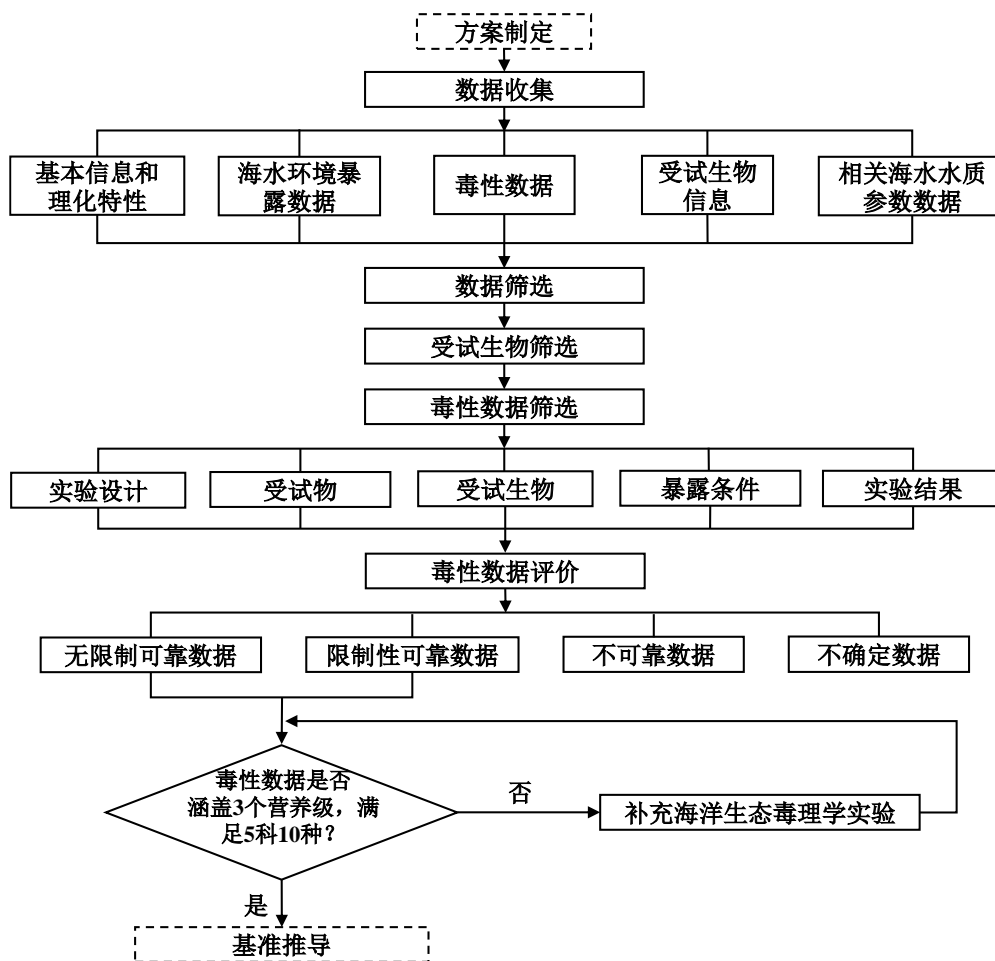 方案制定
数据收集
基本信息和
理化特性
海水环境暴
露数据
毒性数据
受试生物
信息
相关海水水质
参数数据
数据筛选
受试生物筛选
毒性数据筛选
实验设计
受试物
受试生物
暴露条件
实验结果
毒性数据评价
无限制可靠数据
限制性可靠数据
不可靠数据
不确定数据
毒性数据是否
涵盖3个营养级，满
足5科10种？
否
补充海洋生态毒理学实验
是
基准推导